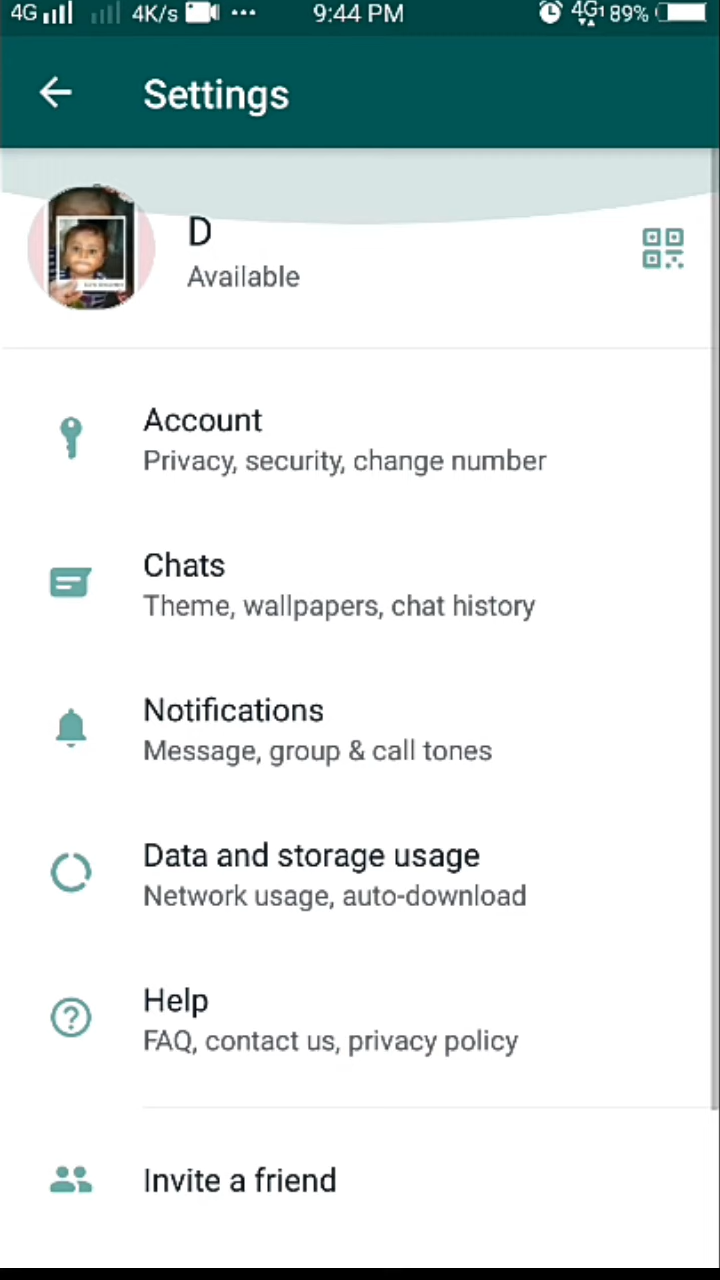 4G 4K/s ... 9:44 PM 4G1 89%
Settings
D
Available
Account
Privacy, security, change number
Chats
Theme, wallpapers, chat history
Notifications
Message, group & call tones
Data and storage usage
Network usage, auto-download
Help
FAQ, contact us, privacy policy
Invite a friend